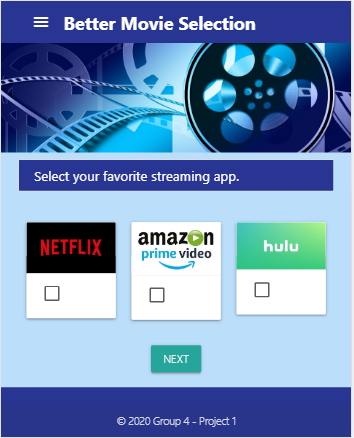 Better Movie Selection
Select your favorite streaming app.
NETFLIX
amazon
prime video
hulu
NEXT
© 2020 Group 4 - Project 1